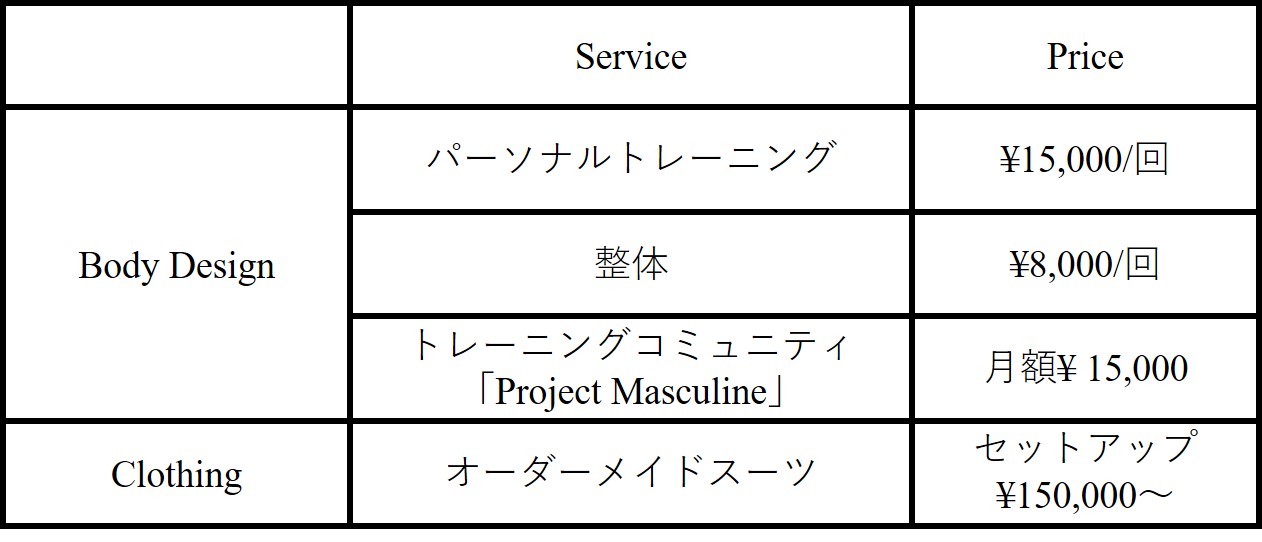 Service
Price
Body Design
パーソナルトレーニング
¥15,000/回
整体
¥8,000/回
トレーニングコミュニティ
「Project Masculine」
月額¥ 15,000
Clothing
オーダーメイドスーツ
セットアップ
¥150,000～